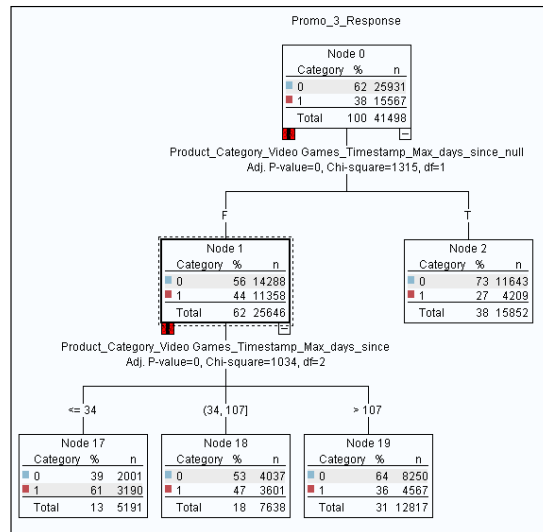 Promo_3_Response
Node 0
Category % n
0 62 25931
1 38 15567
Total 100 41498
Product_Category_Video Games_Timestamp_Max_days_since_null
Adj. P-value=0, Chi-square=1315, df=1
F
T
Node 1
Category % n
0 56 14288
1 44 11358
Total 62 25646
Node 2
Category % n
0 73 11643
1 27 4209
Total 38 15852
Product_Category_Video Games_Timestamp_Max_days_since
Adj. P-value=0, Chi-square=1034, df=2
<= 34
(34, 107]
> 107
Node 17
Category % n
0 39 2001
1 61 3190
Total 13 5191
Node 18
Category % n
0 53 4037
1 47 3601
Total 18 7638
Node 19
Category % n
0 64 8250
1 36 4567
Total 31 12817